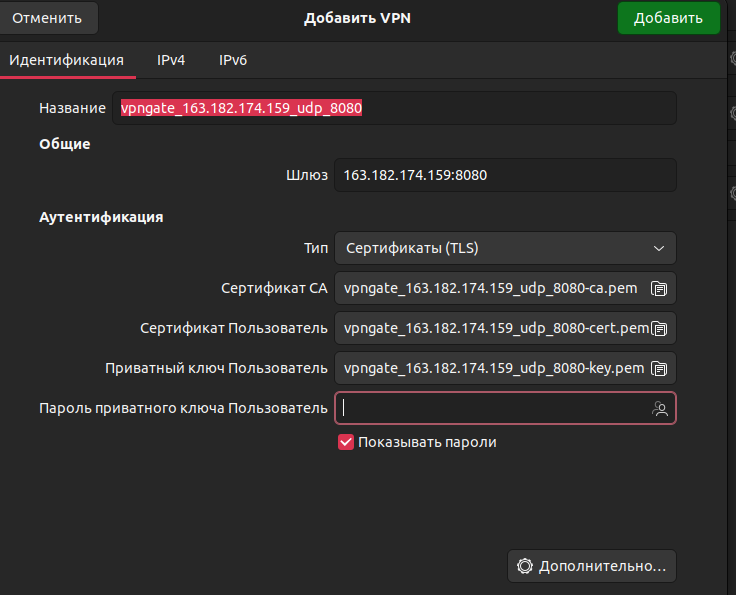 Отменить Добавить VPN Добавить
Идентификация IPv4 IPv6
Название vpngate_163.182.174.159_udp_8080
Общие
Шлюз 163.182.174.159:8080
Аутентификация
Тип Сертификаты (TLS)
Сертификат CA vpngate_163.182.174.159_udp_8080-ca.pem
Сертификат Пользователь vpngate_163.182.174.159_udp_8080-cert.pem
Приватный ключ Пользователь vpngate_163.182.174.159_udp_8080-key.pem
Пароль приватного ключа Пользователь
Показывать пароли
Дополнительно...